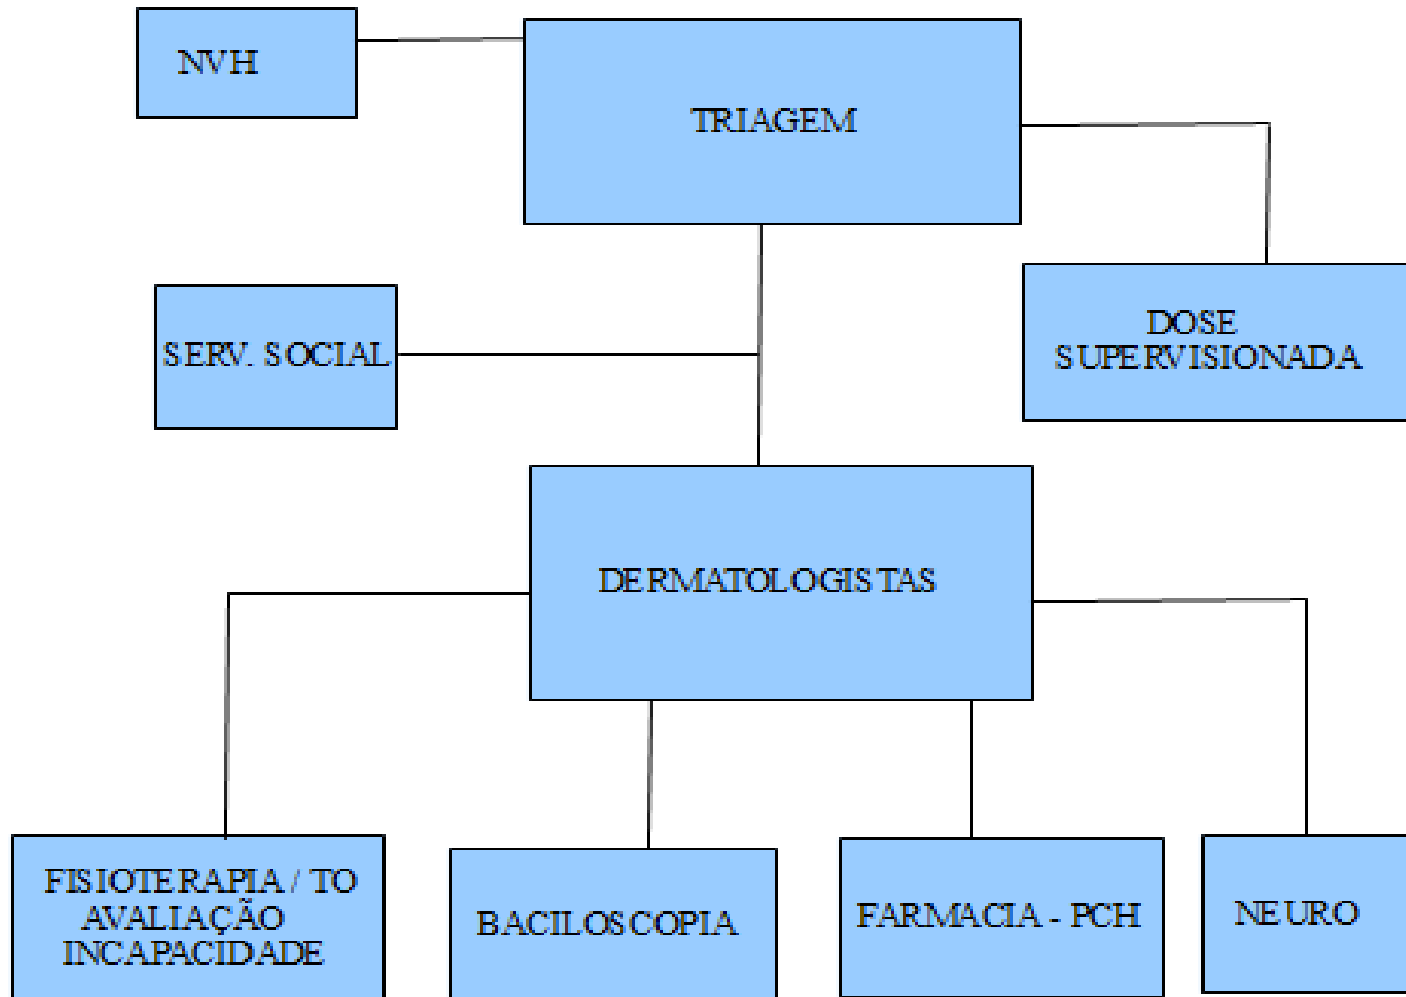 NVH
TRIAGEM
SERV. SOCIAL
DOSE
SUPERVISIONADA
DERMATOLOGISTAS
FISIOTERAPIA / TO
AVALIAÇÃO
INCAPACIDADE
BACILOSCOPIA
FARMACIA - PCH
NEURO